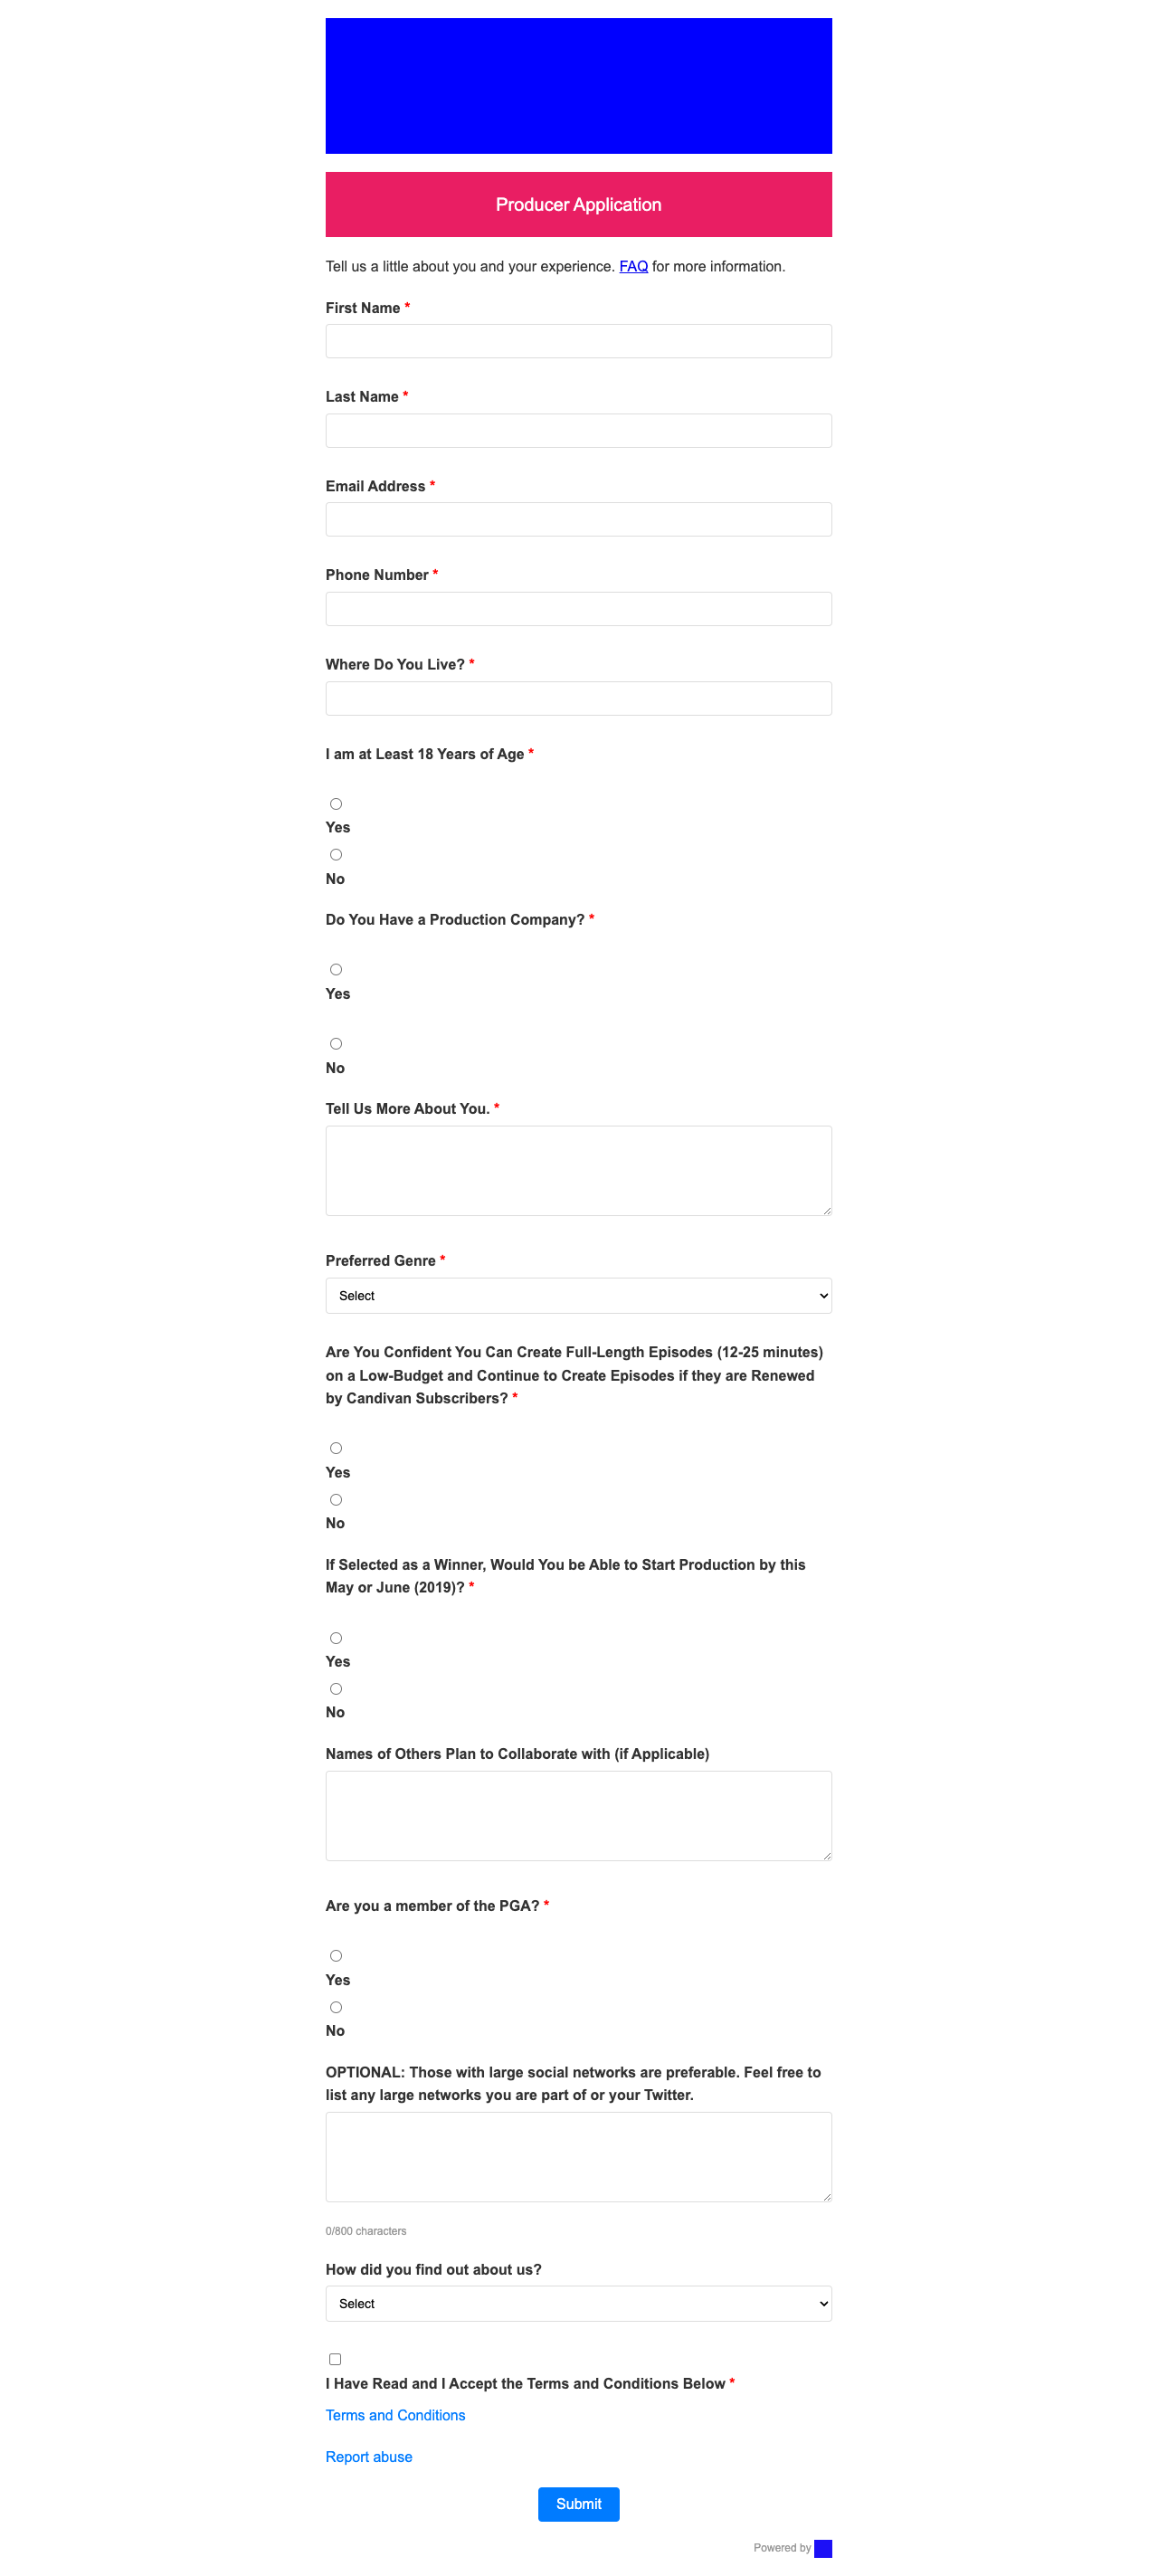 Producer Application
Tell us a little about you and your experience. FAQ for more information.
First Name *
Last Name *
Email Address *
Phone Number *
Where Do You Live? *
I am at Least 18 Years of Age *
Yes
No
Do You Have a Production Company? *
Yes
No
Tell Us More About You. *
Preferred Genre *
Select
Are You Confident You Can Create Full-Length Episodes (12-25 minutes)
on a Low-Budget and Continue to Create Episodes if they are Renewed
by Candivan Subscribers? *
Yes
No
If Selected as a Winner, Would You be Able to Start Production by this
May or June (2019)? *
Yes
No
Names of Others Plan to Collaborate with (if Applicable)
Are you a member of the PGA? *
Yes
No
OPTIONAL: Those with large social networks are preferable. Feel free to
list any large networks you are part of or your Twitter.
0/800 characters
How did you find out about us?
Select
I Have Read and I Accept the Terms and Conditions Below *
Terms and Conditions
Report abuse
Submit
Powered by